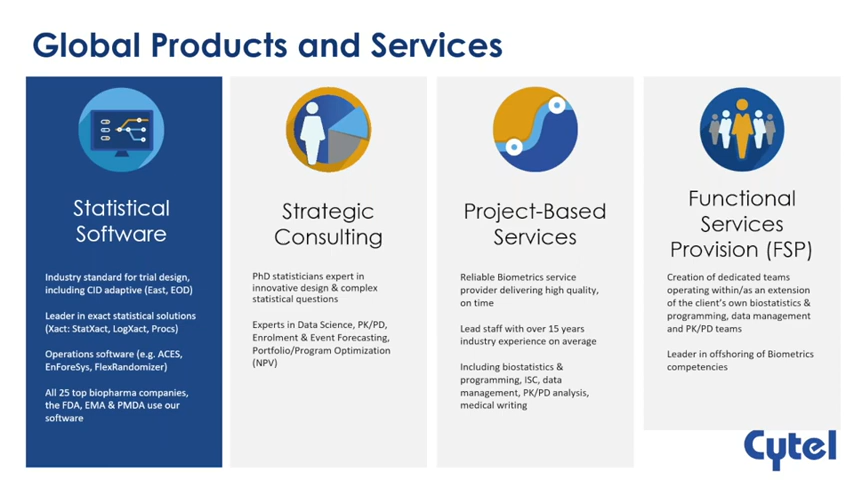 Global Products and Services
Statistical
Software
Industry standard for trial design,
including CID adaptive (East, EOD)
Leader in exact statistical solutions
(Xact: StatXact, LogXact, Procs)
Operations software (e.g. ACES,
EnForeSys, FlexRandomizer)
All 25 top biopharma companies,
the FDA, EMA & PMDA use our
software
Strategic
Consulting
PhD statisticians expert in
innovative design & complex
statistical questions
Experts in Data Science, PK/PD,
Enrolment & Event Forecasting,
Portfolio/Program Optimization
(NPV)
Project-Based
Services
Reliable Biometrics service
provider delivering high quality,
on time
Lead staff with over 15 years
industry experience on average
Including biostatistics &
programming, ISC, data
management, PK/PD analysis,
medical writing
Functional
Services
Provision (FSP)
Creation of dedicated teams
operating within/as an extension
of the client's own biostatistics &
programming, data management
and PK/PD teams
Leader in offshoring of Biometrics
competencies
Cytel